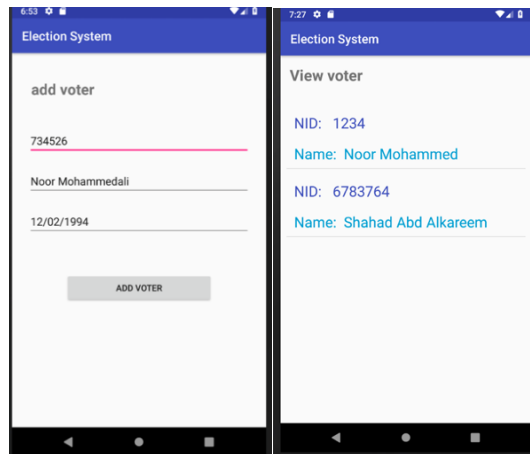 6:53
Election System
add voter
734526
Noor Mohammedali
12/02/1994
ADD VOTER
7:27
Election System
View voter
NID: 1234
Name: Noor Mohammed
NID: 6783764
Name: Shahad Abd Alkareem